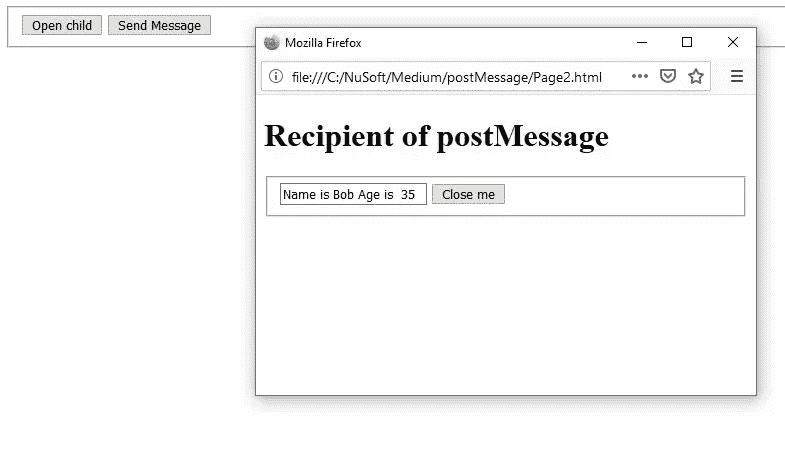 Open child Send Message
Mozilla Firefox
file:///C:/NuSoft/Medium/postMessage/Page2.html
Recipient of postMessage
Name is Bob Age is  35 Close me